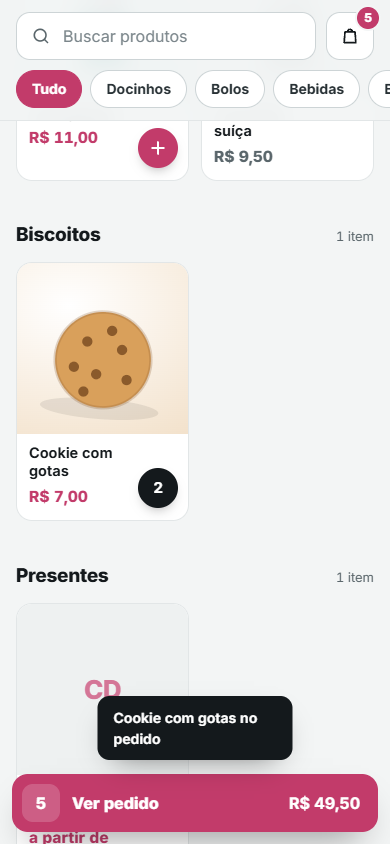 Buscar produtos
5
Tudo
Docinhos
Bolos
Bebidas
R$ 11,00
suíça
R$ 9,50
Biscoitos
1 item
Cookie com
gotas
R$ 7,00
2
Presentes
1 item
CD
Cookie com gotas no
pedido
5
Ver pedido
R$ 49,50
a partir de